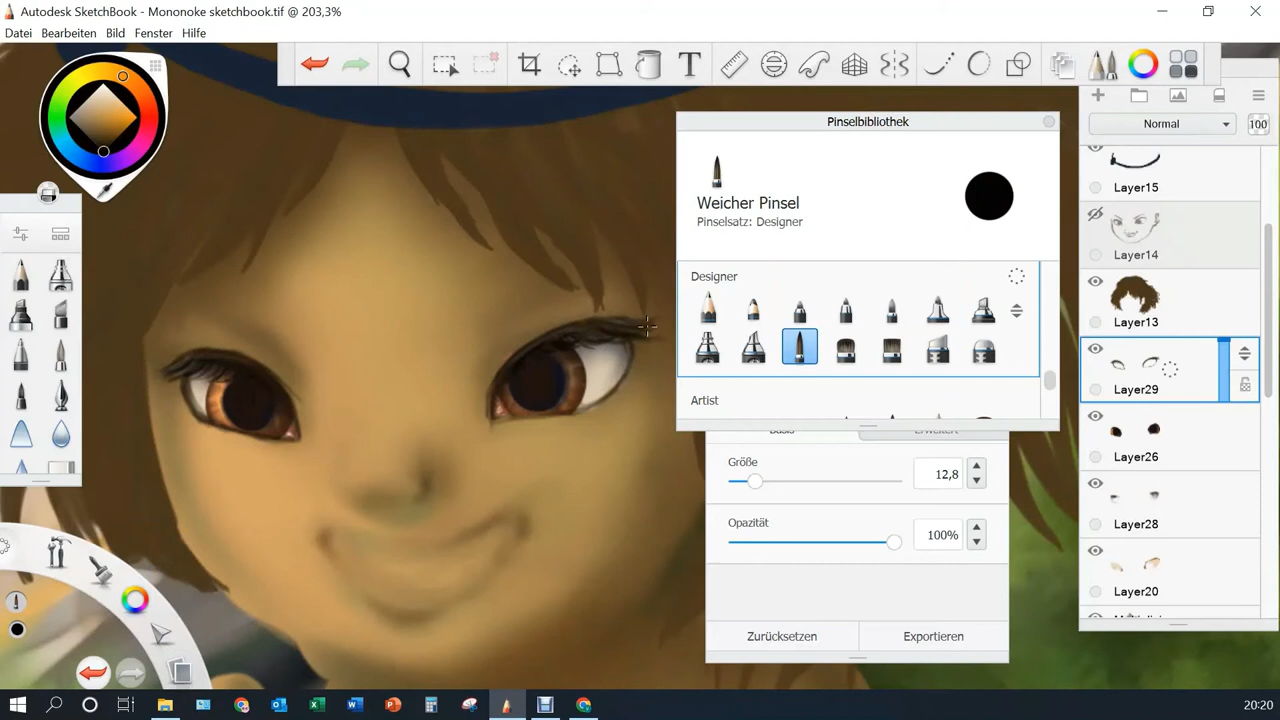 Autodesk SketchBook - Mononoke sketchbook.tif @ 203,3%
Datei Bearbeiten Bild Fenster Hilfe
T
Pinselbibliothek
Weicher Pinsel
Pinselsatz: Designer
Designer
Artist
Größe
12,8
Opazität
100%
Zurücksetzen
Exportieren
Normal
100
Layer15
Layer14
Layer13
Layer29
Layer26
Layer28
Layer20
20:20